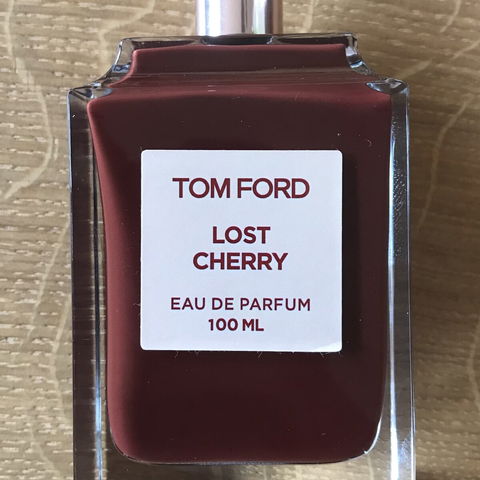 TOM FORD
LOST
CHERRY
EAU DE PARFUM
100 ML